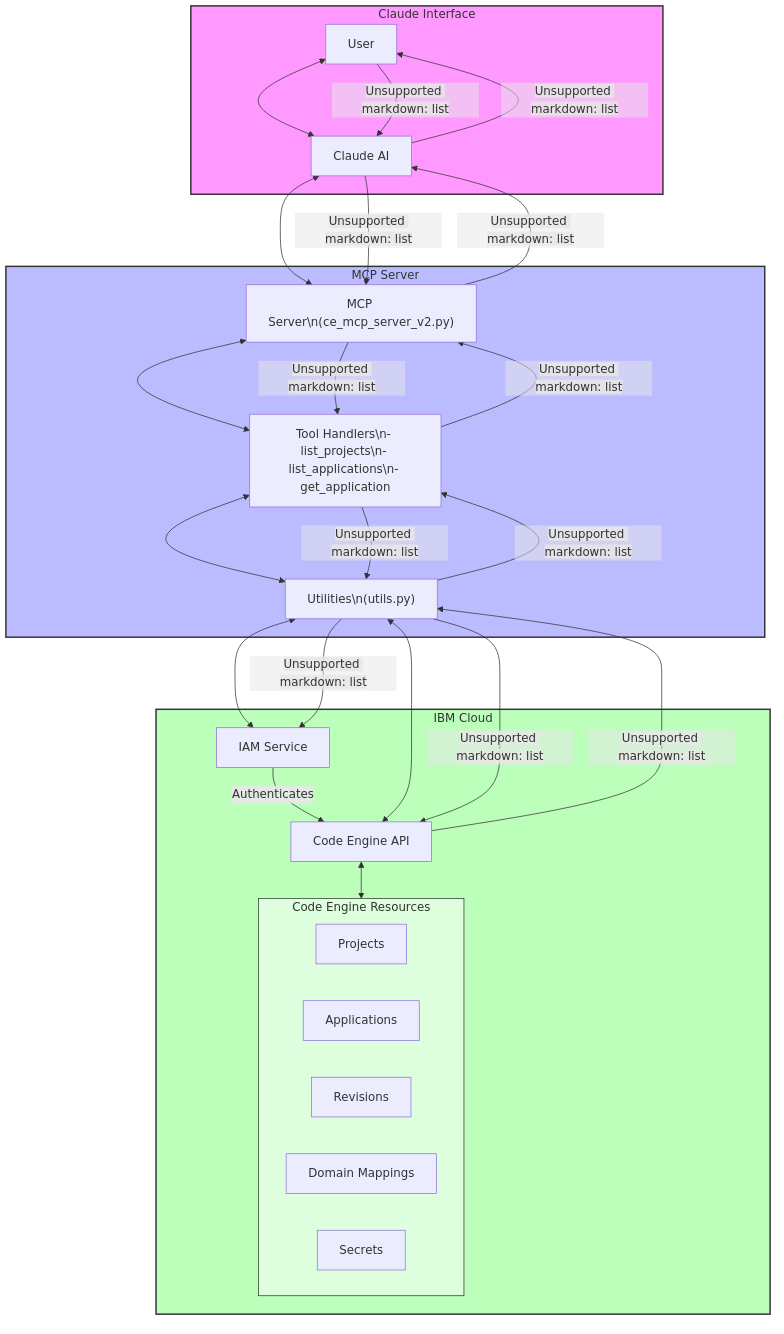 Claude Interface
User
Unsupported
markdown: list
Unsupported
markdown: list
Claude AI
Unsupported
markdown: list
Unsupported
markdown: list
MCP Server
MCP
Server\n(ce_mcp_server_v2.py)
Unsupported
markdown: list
Unsupported
markdown: list
Tool Handlers\n-
list_projects\n-
list_applications\n-
get_application
Unsupported
markdown: list
Unsupported
markdown: list
Utilities\n(utils.py)
Unsupported
markdown: list
IBM Cloud
Unsupported
markdown: list
Unsupported
markdown: list
IAM Service
Authenticates
Code Engine API
Code Engine Resources
Projects
Applications
Revisions
Domain Mappings
Secrets